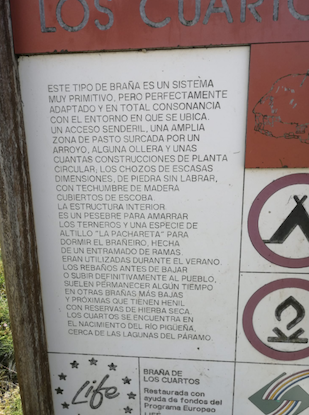 BRAÑA DE
LOS CUARTOS
ESTE TIPO DE BRAÑA ES UN SISTEMA
MUY PRIMITIVO, PERO PERFECTAMENTE
ADAPTADO Y EN TOTAL CONSONANCIA
CON EL ENTORNO EN QUE SE UBICA.
UN ACCESO SENDERIL, UNA AMPLIA
ZONA DE PASTO SURCADA POR UN
ARROYO, ALGUNA OLLERA Y UNAS
CUANTAS CONSTRUCCIONES DE PLANTA
CIRCULAR, LOS CHOZOS DE ESCASAS
DIMENSIONES, DE PIEDRA SIN LABRAR,
CON TECHUMBRE DE MADERA
CUBIERTOS DE ESCOBA.
LA ESTRUCTURA INTERIOR,
ES UN PESEBRE PARA AMARRAR
LOS TERNEROS Y UNA ESPECIE DE
ALTILLO "LA PACHARETA" PARA
DORMIR EL BRAÑEIRO, HECHA
DE UN ENTRAMADO DE RAMAS.
ERAN UTILIZADAS DURANTE EL VERANO.
LOS REBAÑOS ANTES DE BAJAR
O SUBIR DEFINITIVAMENTE AL PUEBLO,
SUELEN PERMANECER ALGÚN TIEMPO
EN OTRAS BRAÑAS MÁS BAJAS
Y PRÓXIMAS QUE TIENEN HENIL
CON RESERVAS DE HIERBA SECA.
LOS CUARTOS SE ENCUENTRA EN
EL NACIMIENTO DEL RÍO PIGÜEÑA,
CERCA DE LAS LAGUNAS DEL PÁRAMO
Life
BRAÑA DE
LOS CUARTOS
Restaurada con
ayuda de fondos del
Programa Europeo
LIFE